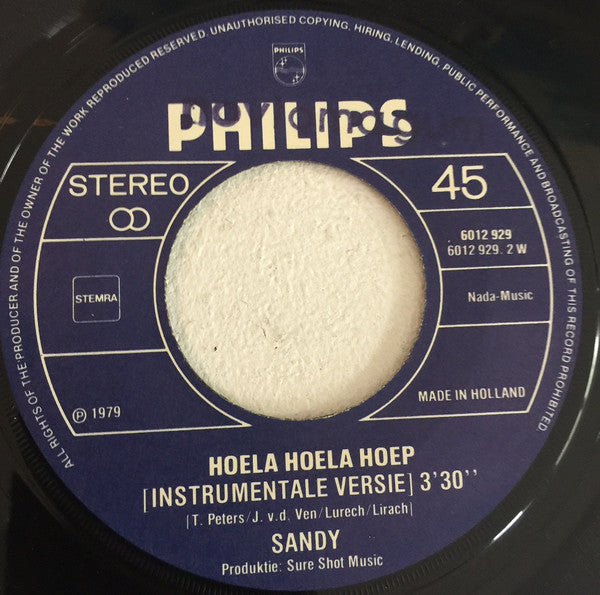 ALL RIGHTS OF THE PRODUCER AND OF THE OWNER OF THE WORK REPRODUCED RESERVED. UNAUTHORISED COPYING, HIRING, LENDING, PUBLIC PERFORMANCE AND BROADCASTING OF THIS RECORD PROHIBITED.
PHILIPS
PHILIPS
STEREO
45
6012 929
6012 929. 2 W
STEMRA
Nada-Music
℗ 1979
MADE IN HOLLAND
HOELA HOELA HOEP
[INSTRUMENTALE VERSIE] 3'30''
[T. Peters/J. v.d. Ven/Lurech/Lirach]
SANDY
Produktie: Sure Shot Music